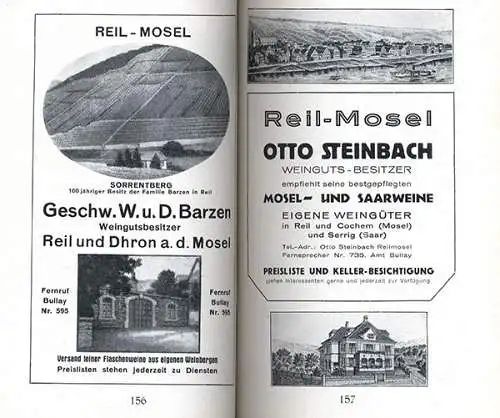 REIL - MOSEL
SORRENTBERG
100 jähriger Besitz der Familie Barzen in Reil
Geschw. W. u. D. Barzen
Weingutsbesitzer
Reil und Dhron a. d. Mosel
Fernruf
Bullay
Nr. 595
Fernruf
Bullay
Nr. 595
Versand feiner Flaschenweine aus eigenen Weinbergen
Preislisten stehen jederzeit zu Diensten
156
Reil-Mosel
OTTO STEINBACH
WEINGUTS-BESITZER
empfiehlt seine bestgepflegten
MOSEL- UND SAARWEINE
EIGENE WEINGÜTER
in Reil und Cochem (Mosel)
und Serrig (Saar)
Tel.-Adr.: Otto Steinbach Reilmosel
Fernsprecher Nr. 735, Amt Bullay
PREISLISTE UND KELLER-BESICHTIGUNG
stehen Interessenten gerne und jederzeit zur Verfügung.
157